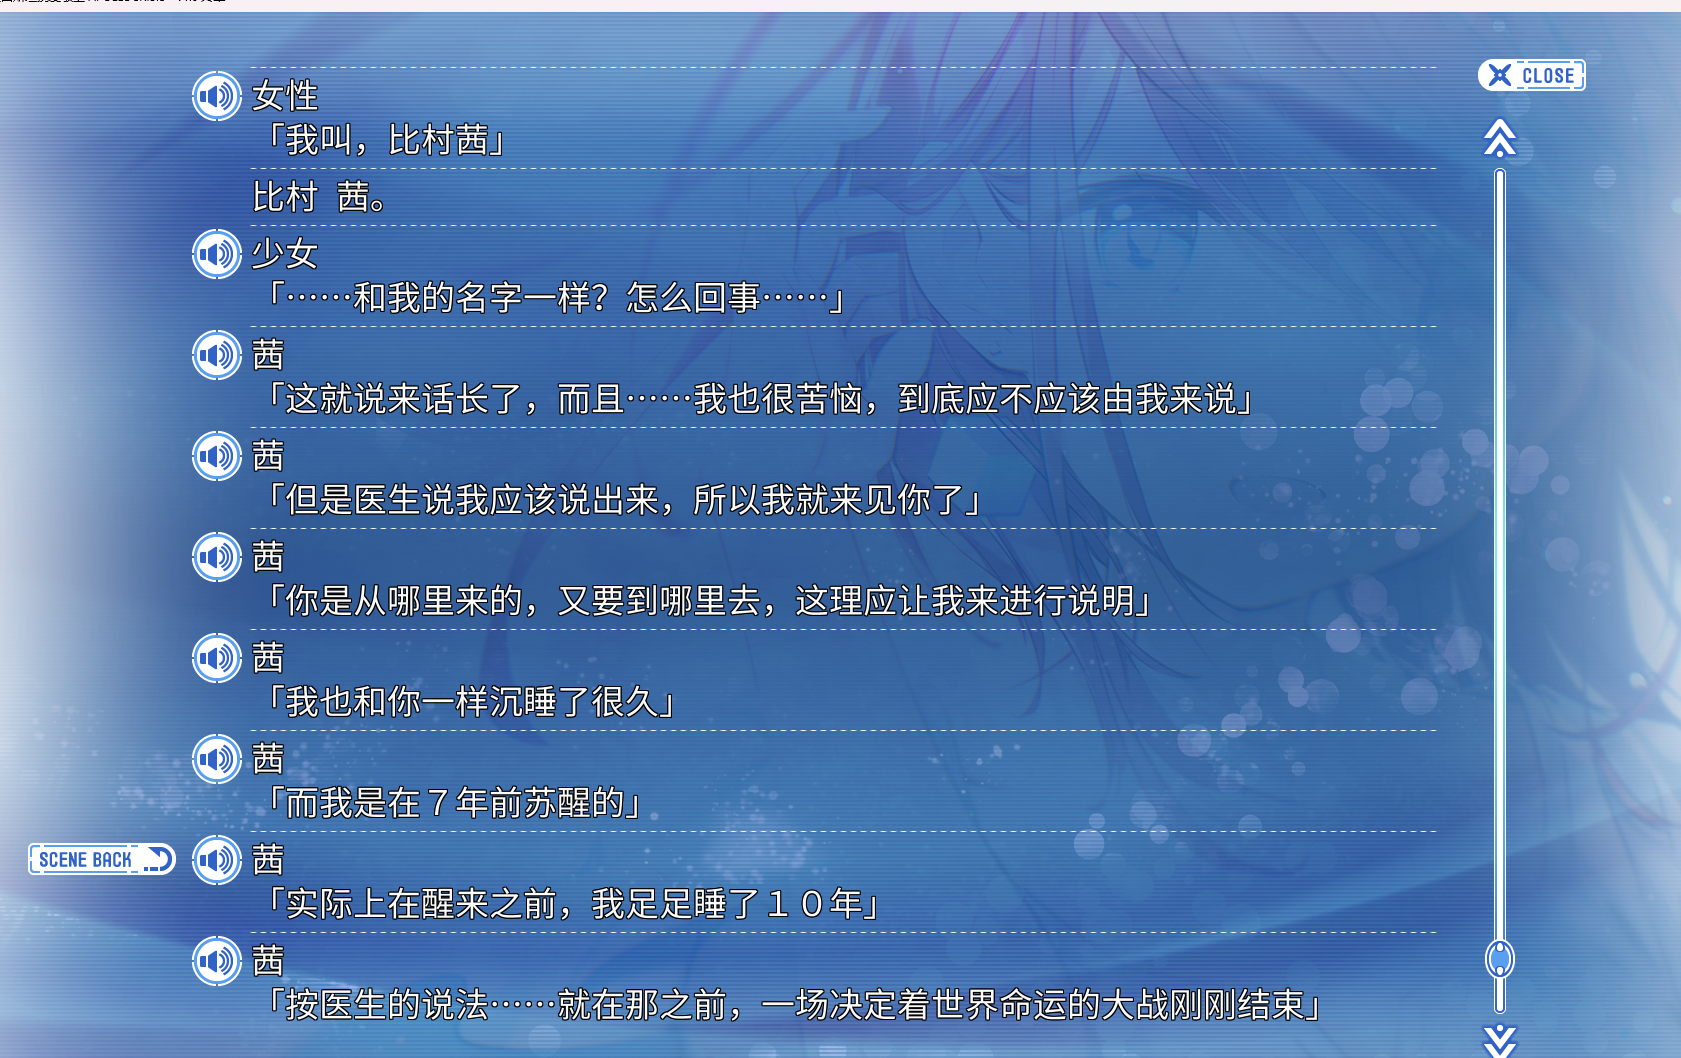 CLOSE
女性
「我叫，比村茜」
比村 茜。
少女
「……和我的名字一样？怎么回事……」
茜
「这就说来话长了，而且……我也很苦恼，到底应不应该由我来说」
茜
「但是医生说我应该说出来，所以我就来见你了」
茜
「你是从哪里来的，又要到哪里去，这理应让我来进行说明」
茜
「我也和你一样沉睡了很久」
茜
「而我是在７年前苏醒的」
SCENE BACK
茜
「实际上在醒来之前，我足足睡了１０年」
茜
「按医生的说法……就在那之前，一场决定着世界命运的大战刚刚结束」